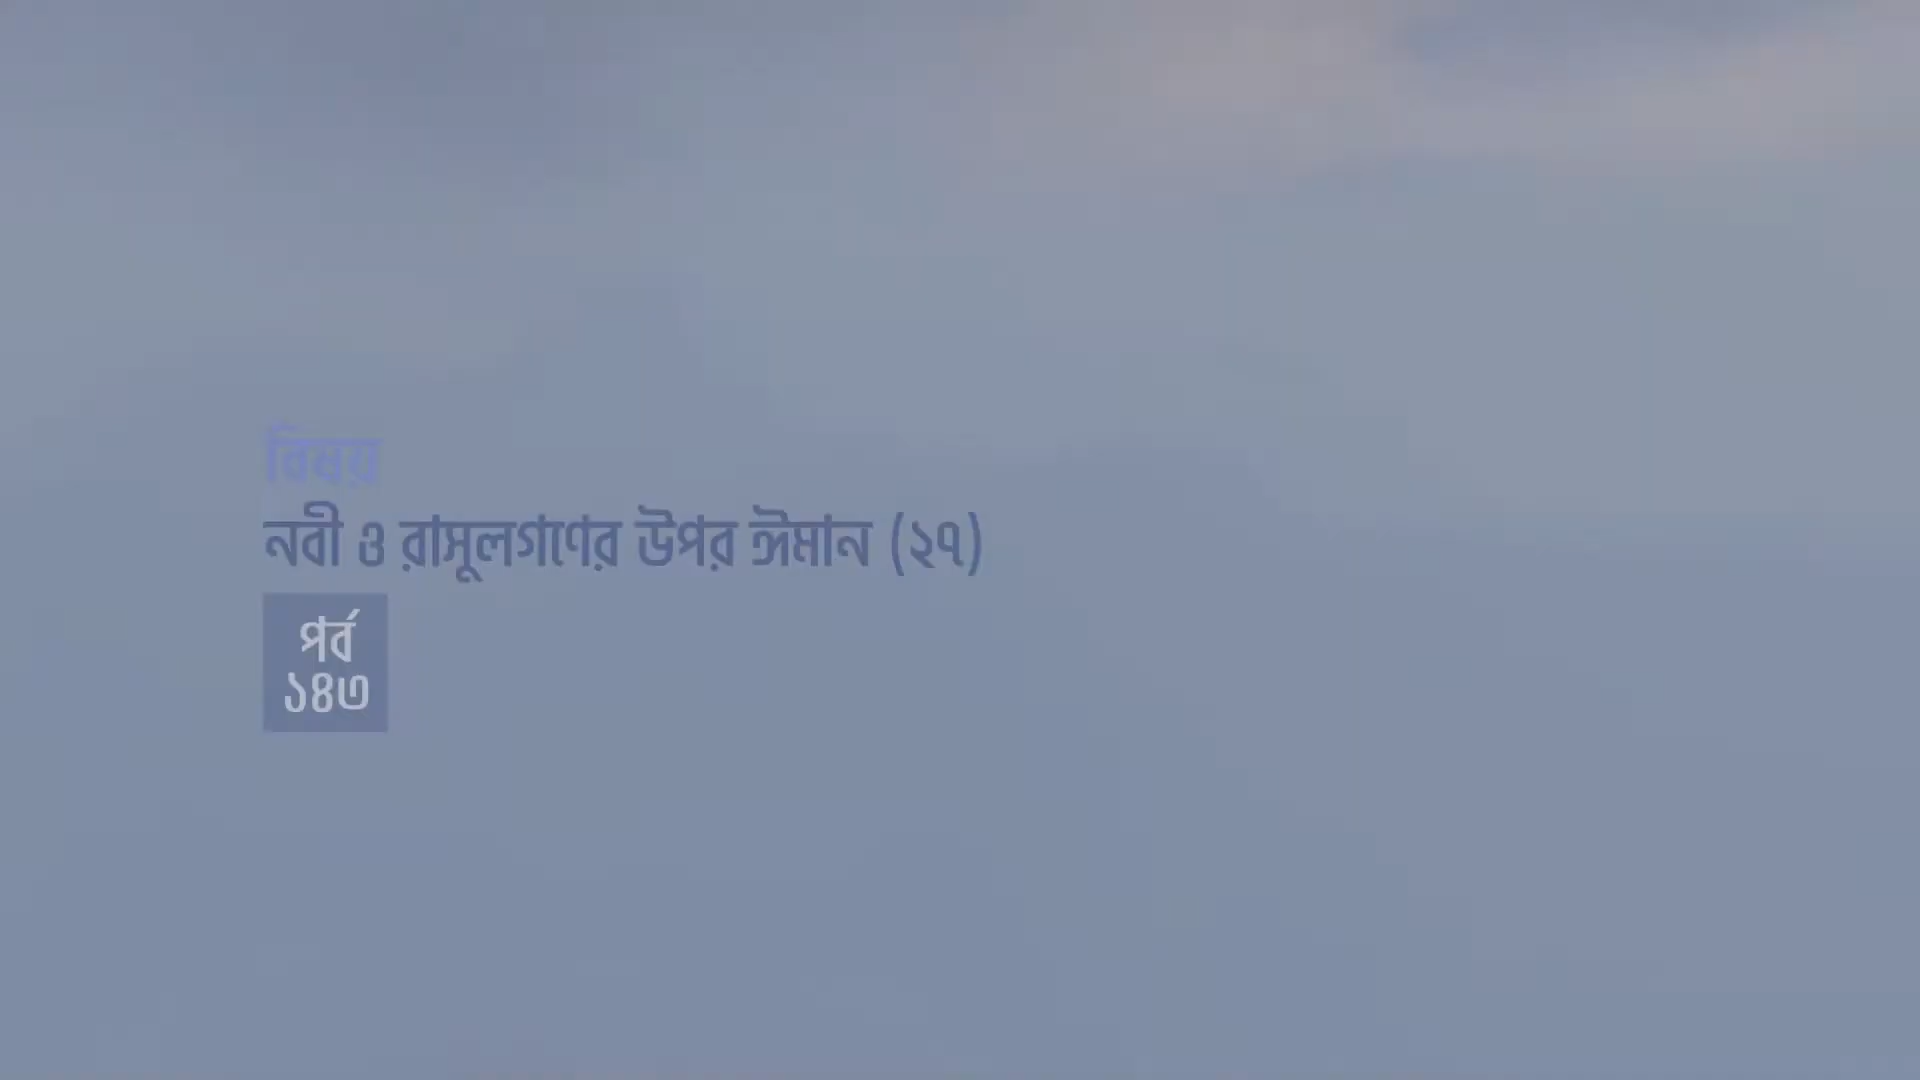 বিষয়
নবী ও রাসূলগণের উপর ঈমান (২৭)
পর্ব
১৪৩